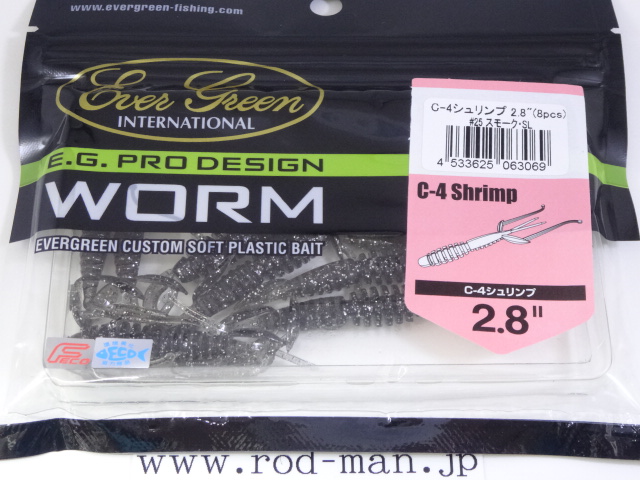 www.evergreen-fishing.com
Ever Green
INTERNATIONAL
E.G. PRO DESIGN
WORM
EVERGREEN CUSTOM SOFT PLASTIC BAIT
C-4シュリンプ 2.8"(8pcs)
#25 スモーク・SL
4 533625 063069
C-4 Shrimp
C-4シュリンプ
2.8"
FECO
ECO
www.rod-man.jp